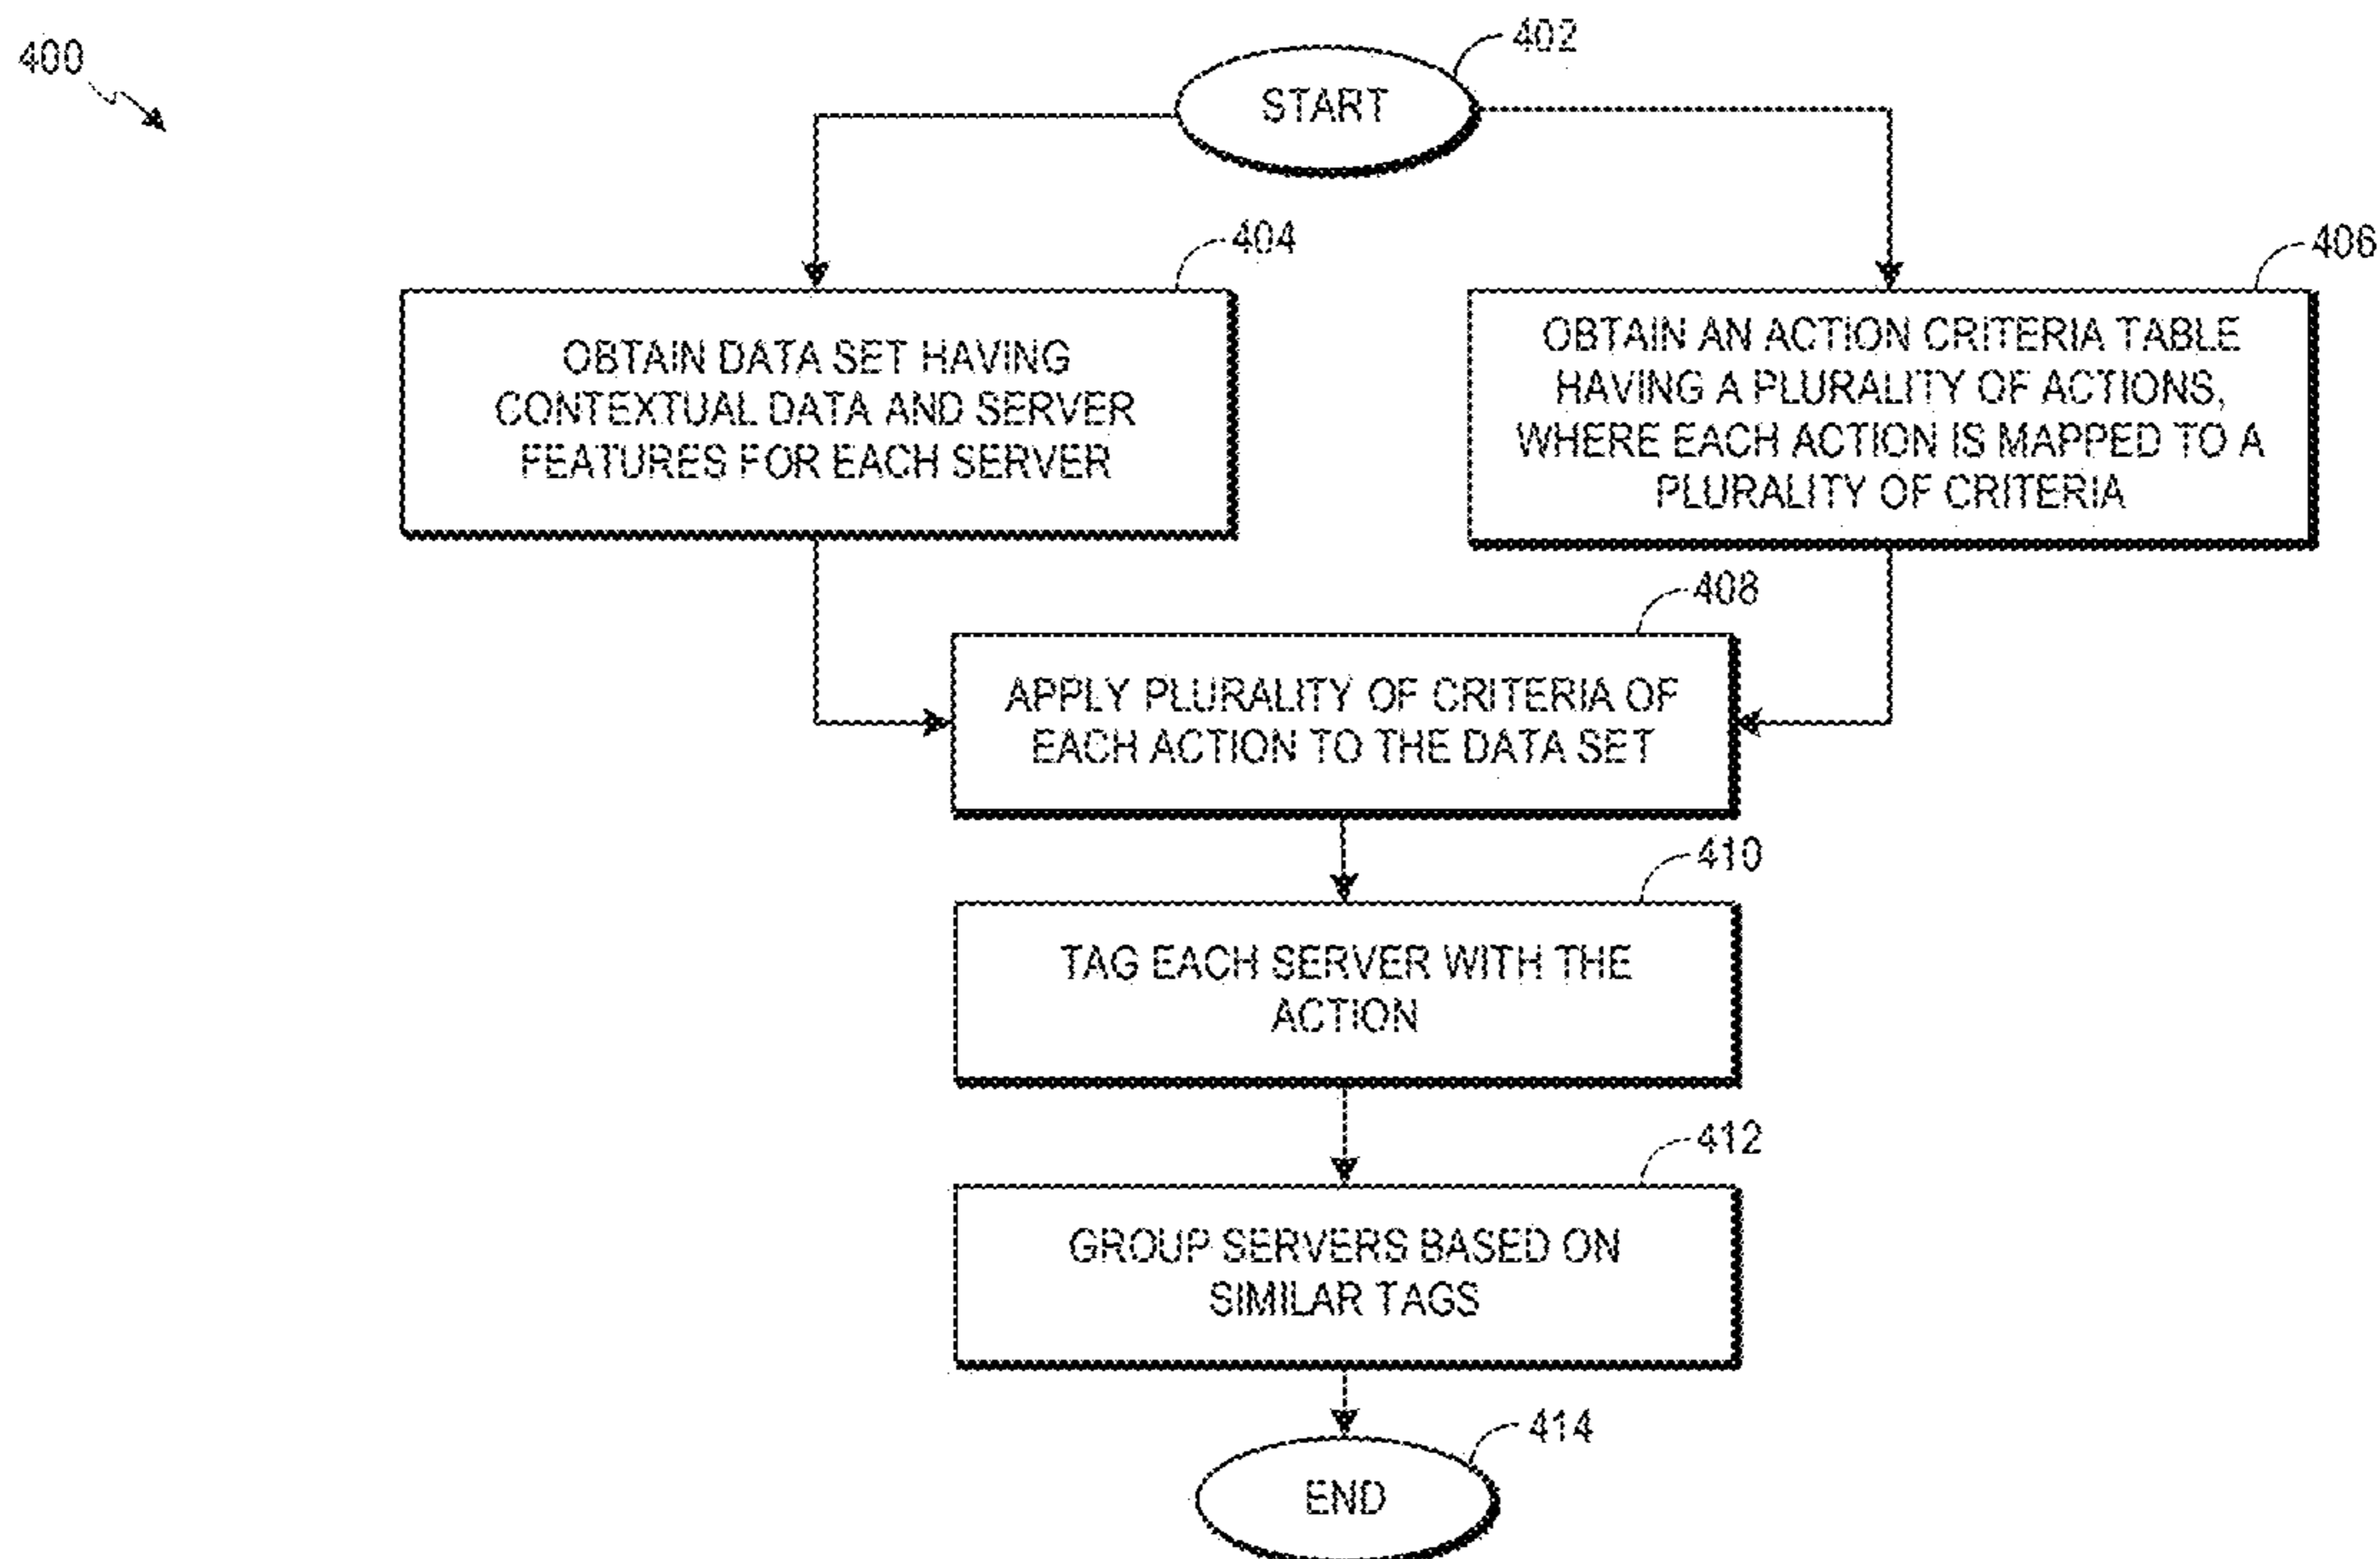 400
402
START
404
406
OBTAIN DATA SET HAVING
CONTEXTUAL DATA AND SERVER
FEATURES FOR EACH SERVER
OBTAIN AN ACTION CRITERIA TABLE
HAVING A PLURALITY OF ACTIONS,
WHERE EACH ACTION IS MAPPED TO A
PLURALITY OF CRITERIA
408
APPLY PLURALITY OF CRITERIA OF
EACH ACTION TO THE DATA SET
410
TAG EACH SERVER WITH THE
ACTION
412
GROUP SERVERS BASED ON
SIMILAR TAGS
414
END